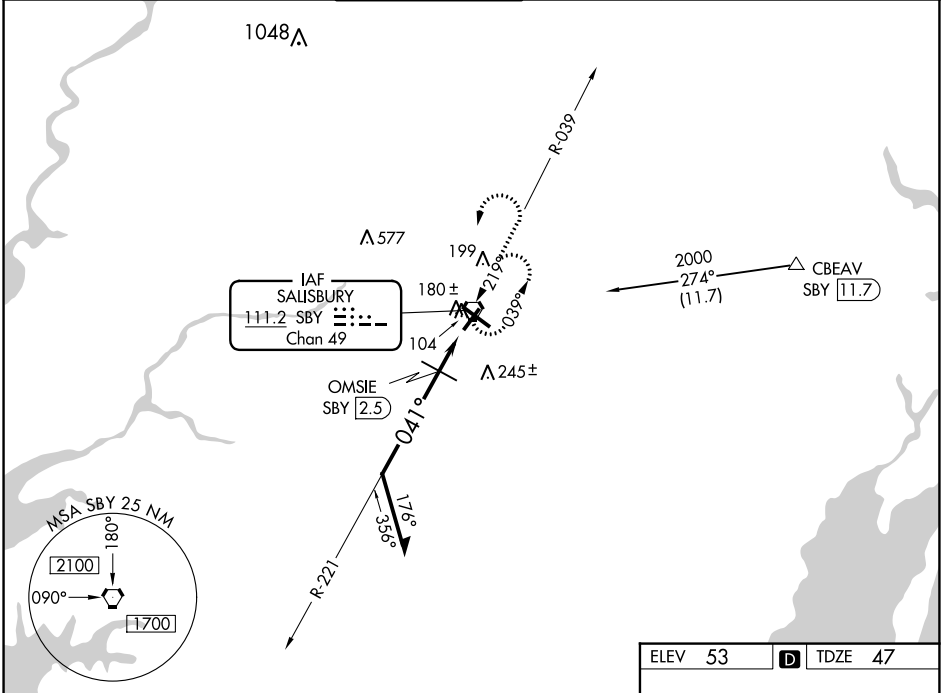 1048
R-039
577
199
219°
039°
2000
274°
(11.7)
CBEAV
SBY 11.7
IAF
SALISBURY
111.2 SBY
Chan 49
180 ±
104
245 ±
OMSIE
SBY 2.5
041°
176°
356°
R-221
MSA SBY 25 NM
180°
2100
090°
1700
ELEV 53 D TDZE 47